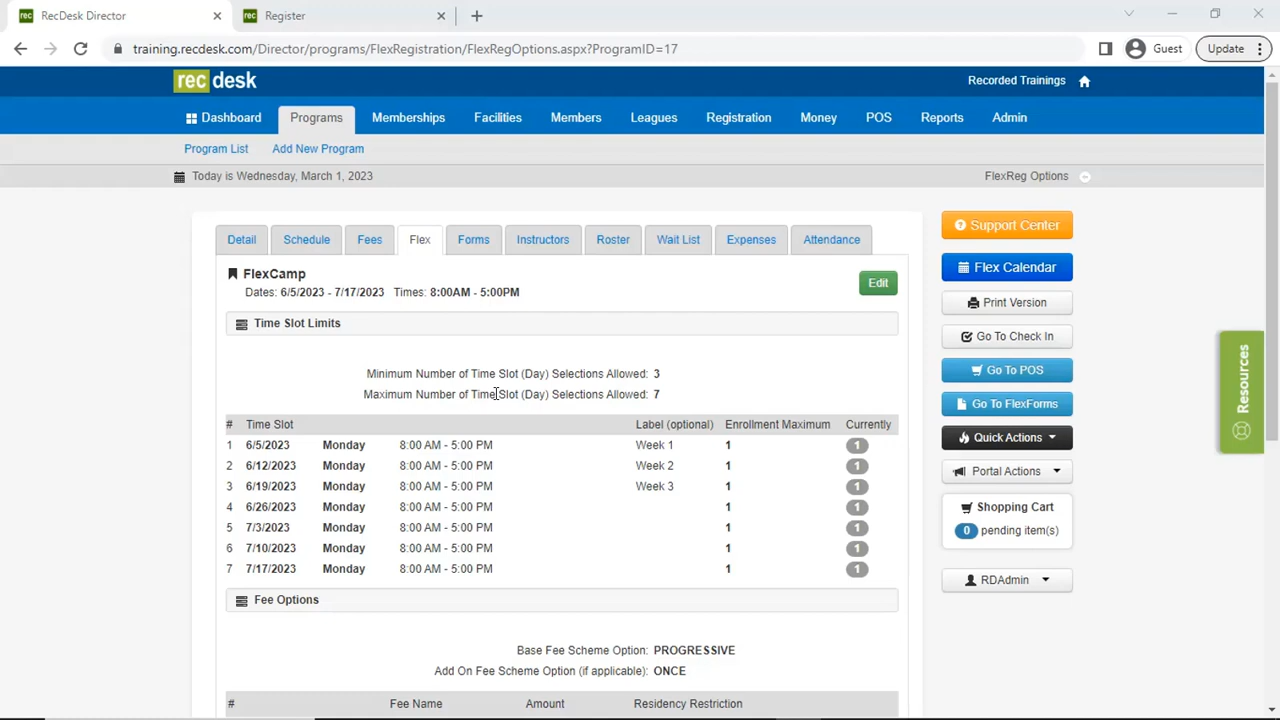 RecDesk Director
Register
training.recdesk.com/Director/programs/FlexRegistration/FlexRegOptions.aspx?ProgramID=17
Guest
Update
rec desk
Recorded Trainings
Dashboard Programs Memberships Facilities Members Leagues Registration Money POS Reports Admin
Program List Add New Program
Today is Wednesday, March 1, 2023
FlexReg Options
Detail Schedule Fees Flex Forms Instructors Roster Wait List Expenses Attendance
FlexCamp
Dates: 6/5/2023 - 7/17/2023 Times: 8:00AM - 5:00PM
Edit
Time Slot Limits
Minimum Number of Time Slot (Day) Selections Allowed: 3
Maximum Number of Time Slot (Day) Selections Allowed: 7
# Time Slot Label (optional) Enrollment Maximum Currently
1 6/5/2023 Monday 8:00 AM - 5:00 PM Week 1 1 1
2 6/12/2023 Monday 8:00 AM - 5:00 PM Week 2 1 1
3 6/19/2023 Monday 8:00 AM - 5:00 PM Week 3 1 1
4 6/26/2023 Monday 8:00 AM - 5:00 PM 1 1
5 7/3/2023 Monday 8:00 AM - 5:00 PM 1 1
6 7/10/2023 Monday 8:00 AM - 5:00 PM 1 1
7 7/17/2023 Monday 8:00 AM - 5:00 PM 1 1
Fee Options
Base Fee Scheme Option: PROGRESSIVE
Add On Fee Scheme Option (if applicable): ONCE
# Fee Name Amount Residency Restriction
Support Center
Flex Calendar
Print Version
Go To Check In
Go To POS
Go To FlexForms
Quick Actions
Portal Actions
Shopping Cart
0 pending item(s)
RDAdmin
Resources